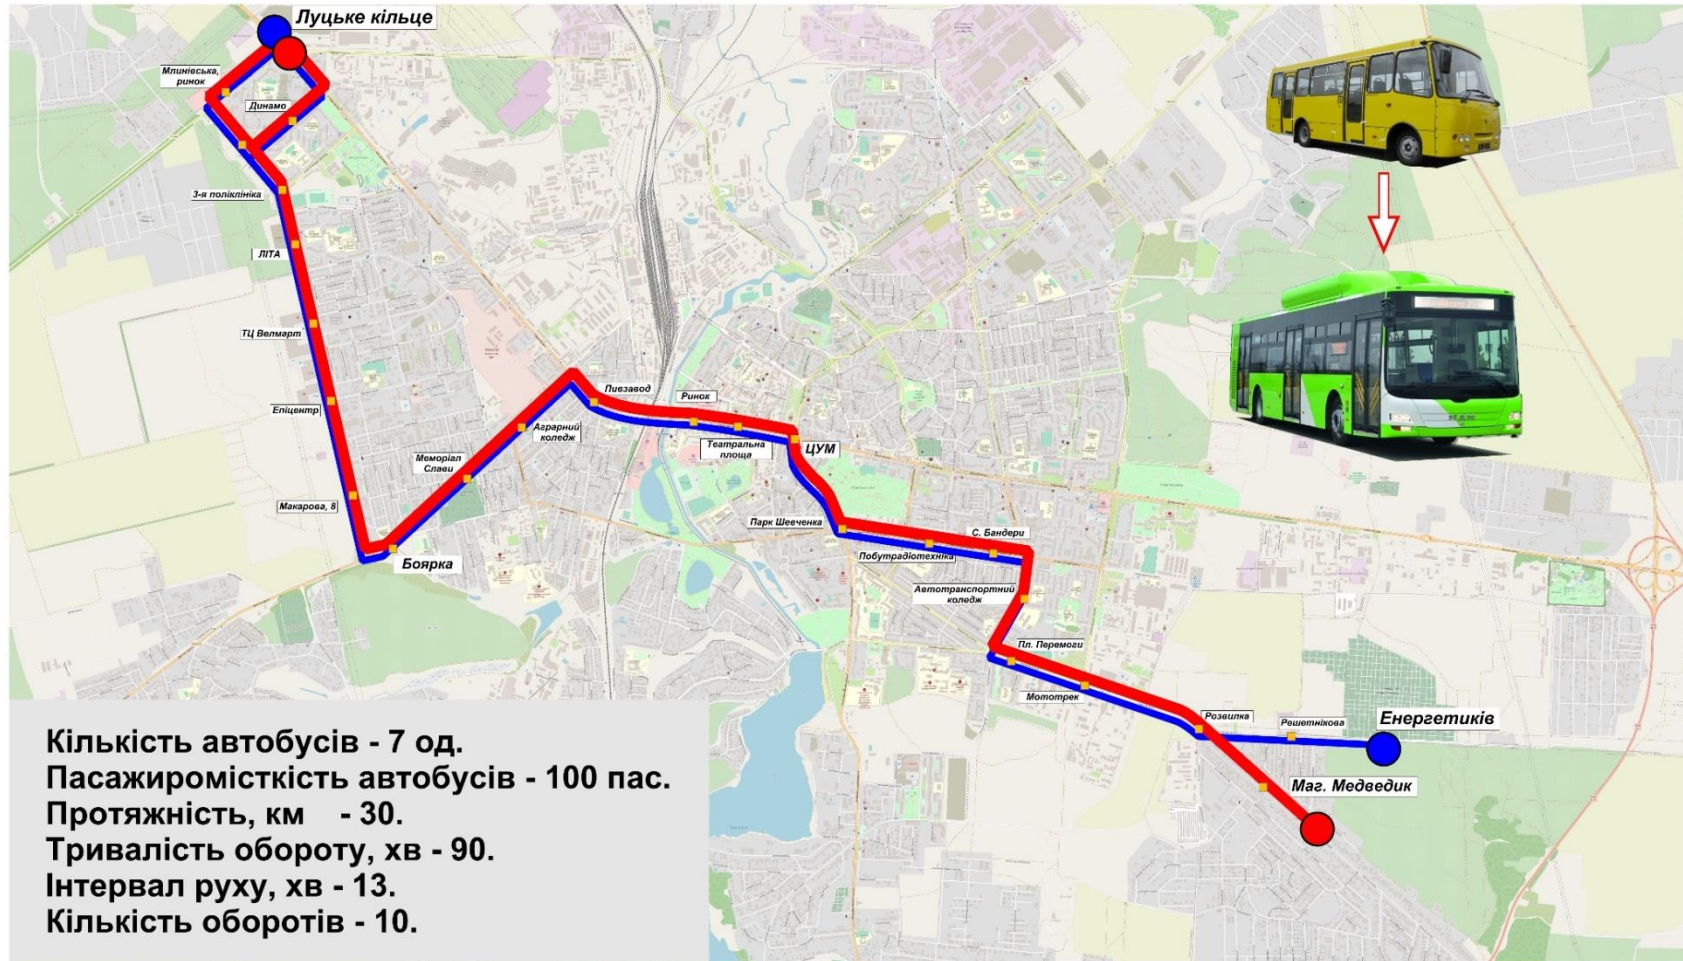 Луцьке кільце
Млинівська,
ринок
Динамо
3-я поліклініка
ЛІТА
ТЦ Велмарт
Епіцентр
Макарова, 8
Боярка
Меморіал
Слави
Аграрний
коледж
Пивзавод
Ринок
Театральна
площа
ЦУМ
Парк Шевченка
Побутрадіотехніка
С. Бандери
Автотранспортний
коледж
Пл. Перемоги
Мототрек
Розвилка
Решетнікова
Енергетиків
Маг. Медведик
Кількість автобусів - 7 од.
Пасажиромісткість автобусів - 100 пас.
Протяжність, км - 30.
Тривалість обороту, хв - 90.
Інтервал руху, хв - 13.
Кількість оборотів - 10.